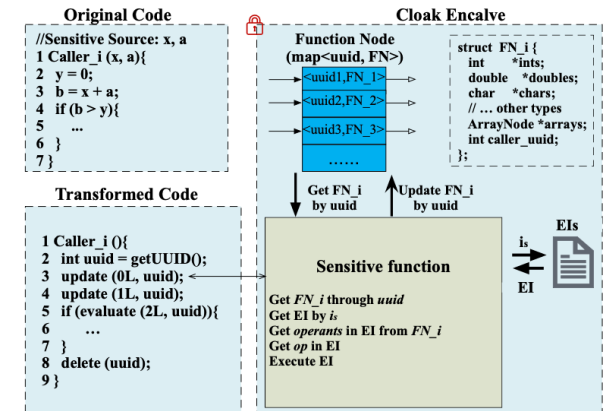 Original Code
//Sensitive Source: x, a
1 Caller_i (x, a){
2 y = 0;
3 b = x + a;
4 if (b > y){
5 ...
6 }
7 }
Transformed Code
1 Caller_i (){
2 int uuid = getUUID();
3 update (0L, uuid);
4 update (1L, uuid);
5 if (evaluate (2L, uuid)){
6 ...
7 }
8 delete (uuid);
9 }
Cloak Encalve
Function Node
(map<uuid, FN>)
<uuid1,FN_1>
<uuid2,FN_2>
<uuid3,FN_3>
......
struct FN_i {
int *ints;
double *doubles;
char *chars;
// ... other types
ArrayNode *arrays;
int caller_uuid;
};
Get FN_i
by uuid
Update FN_i
by uuid
Sensitive function
Get FN_i through uuid
Get EI by is
Get operants in EI from FN_i
Get op in EI
Execute EI
is
EI
EIs